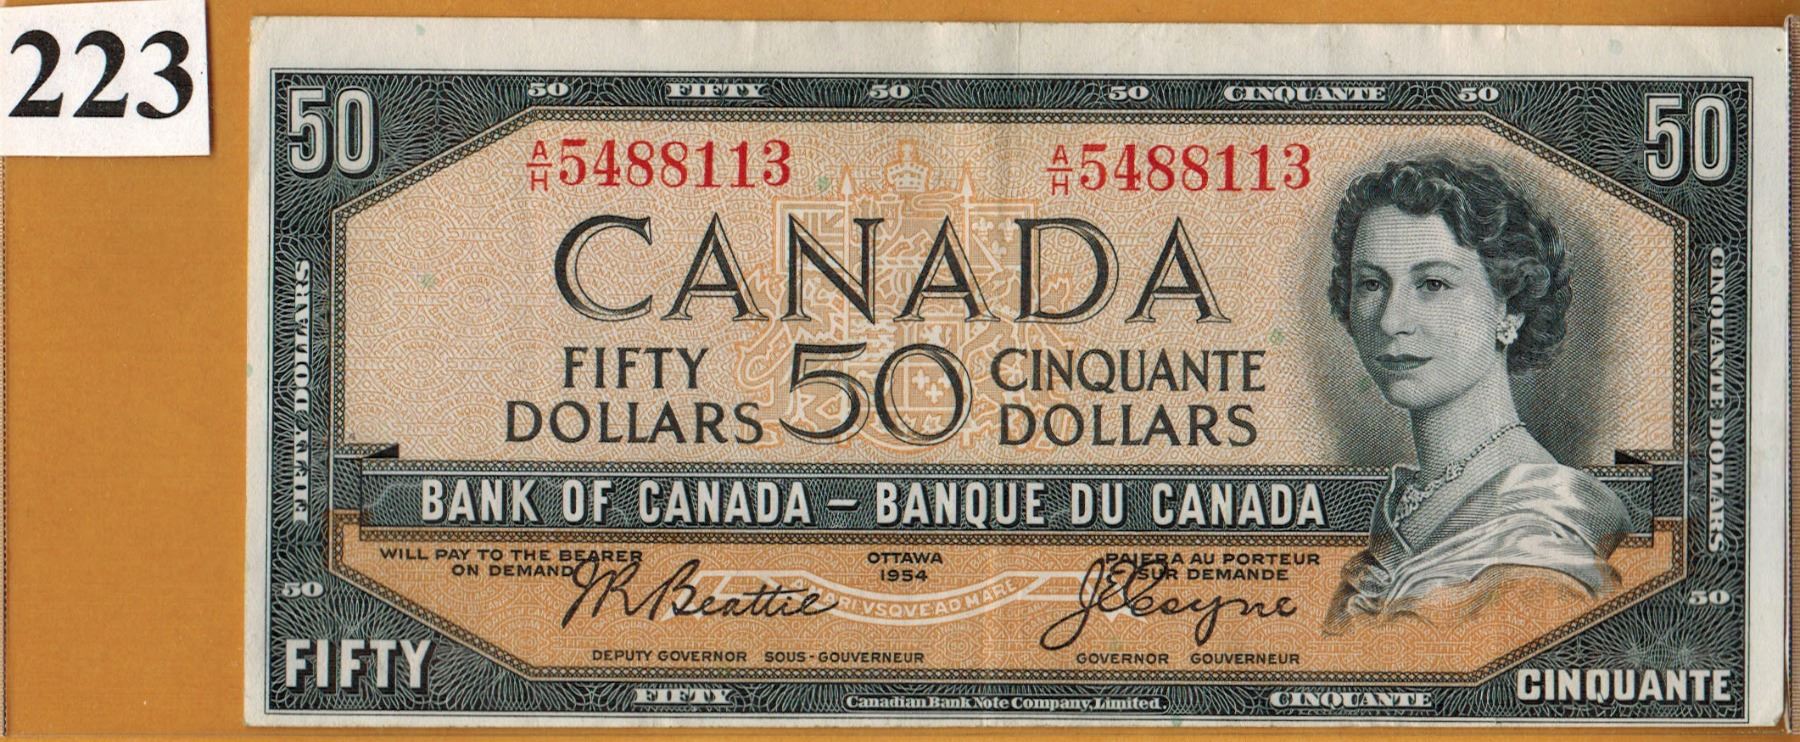 223
50 FIFTY 50 50 CINQUANTE 50
50 50
A/H 5488113 A/H 5488113
CANADA
FIFTY DOLLARS 50 CINQUANTE DOLLARS
FIFTY DOLLARS
CINQUANTE DOLLARS
BANK OF CANADA – BANQUE DU CANADA
WILL PAY TO THE BEARER
ON DEMAND
OTTAWA
1954
PAIERA AU PORTEUR
SUR DEMANDE
A MARI VSQVE AD MARE
J.R. Beattie
J.E. Coyne
50 50
DEPUTY GOVERNOR SOUS-GOUVERNEUR
GOVERNOR GOUVERNEUR
FIFTY CINQUANTE
FIFTY Canadian Bank Note Company, Limited. CINQUANTE